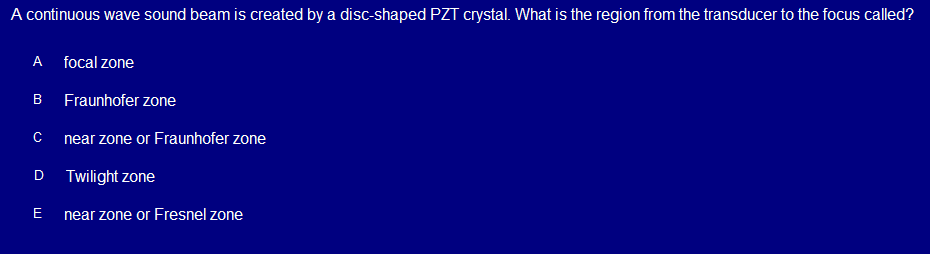 A continuous wave sound beam is created by a disc-shaped PZT crystal. What is the region from the transducer to the focus called?
A focal zone
B Fraunhofer zone
C near zone or Fraunhofer zone
D Twilight zone
E near zone or Fresnel zone